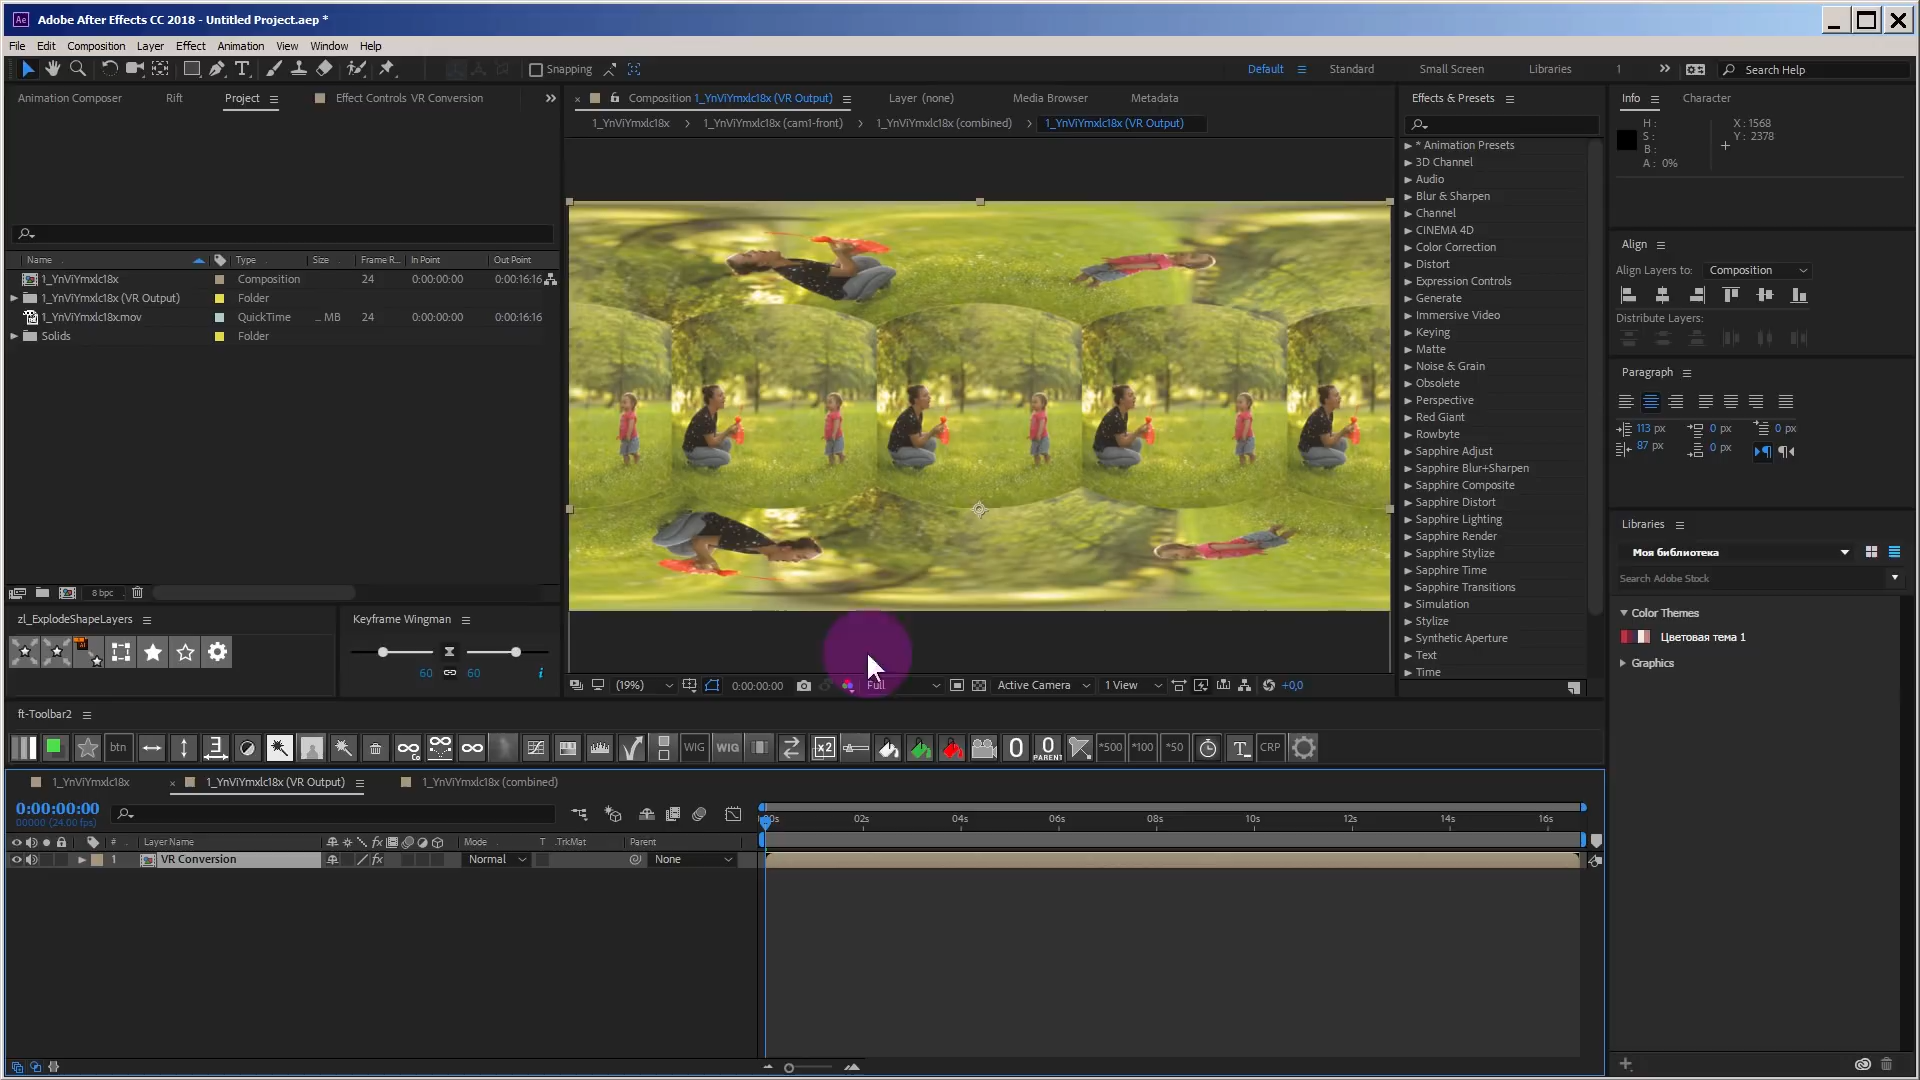 Ae Adobe After Effects CC 2018 - Untitled Project.aep *
File Edit Composition Layer Effect Animation View Window Help
Snapping
Default Standard Small Screen Libraries 1 Search Help
Animation Composer Rift Project Effect Controls VR Conversion
Composition 1_YnViYmxlc18x (VR Output) Layer (none) Media Browser Metadata
1_YnViYmxlc18x 1_YnViYmxlc18x (cam1-front) 1_YnViYmxlc18x (combined) 1_YnViYmxlc18x (VR Output)
Name Type Size Frame R... In Point Out Point
1_YnViYmxlc18x Composition 24 0:00:00:00 0:00:16:16
1_YnViYmxlc18x (VR Output) Folder
1_YnViYmxlc18x.mov QuickTime ... MB 24 0:00:00:00 0:00:16:16
Solids Folder
8 bpc
zl_ExplodeShapeLayers
Keyframe Wingman
60 60
(19%) 0:00:00:00 Full Active Camera 1 View +0,0
Effects & Presets
* Animation Presets
3D Channel
Audio
Blur & Sharpen
Channel
CINEMA 4D
Color Correction
Distort
Expression Controls
Generate
Immersive Video
Keying
Matte
Noise & Grain
Obsolete
Perspective
Red Giant
Rowbyte
Sapphire Adjust
Sapphire Blur+Sharpen
Sapphire Composite
Sapphire Distort
Sapphire Lighting
Sapphire Render
Sapphire Stylize
Sapphire Time
Sapphire Transitions
Simulation
Stylize
Synthetic Aperture
Text
Time
Info Character
H :
S :
B :
A : 0%
X : 1568
Y : 2378
Align
Align Layers to: Composition
Distribute Layers:
Paragraph
113 px 0 px 0 px
87 px 0 px
Libraries
Моя библиотека
Search Adobe Stock
Color Themes
Цветовая тема 1
Graphics
ft-Toolbar2
btn WIG WIG x2 0 0 PARENT *500 *100 *50 T CRP
1_YnViYmxlc18x 1_YnViYmxlc18x (VR Output) 1_YnViYmxlc18x (combined)
0:00:00:00
00000 (24.00 fps)
02s 04s 06s 08s 10s 12s 14s 16s
# Layer Name Mode T .TrkMat Parent
1 VR Conversion Normal None